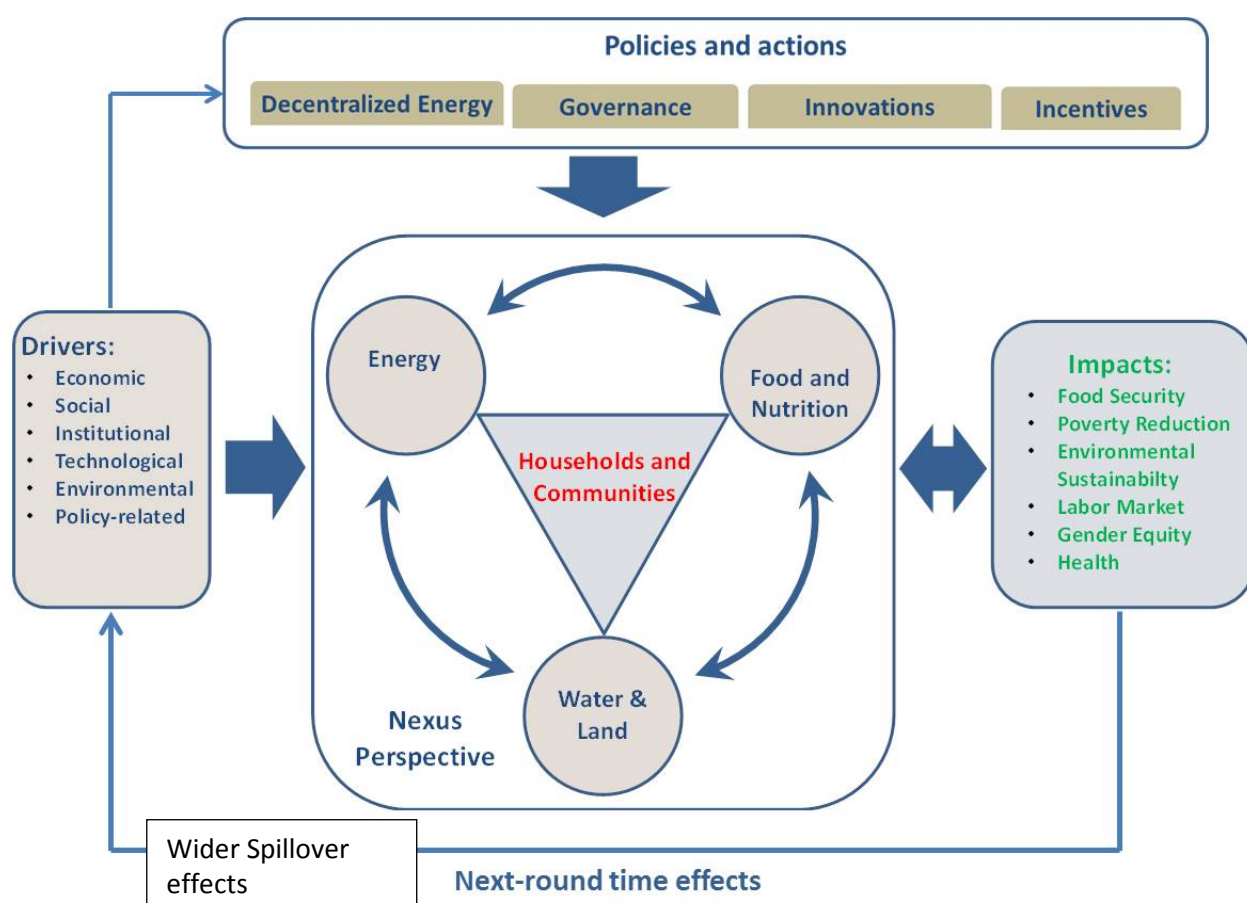 Policies and actions
Decentralized Energy
Governance
Innovations
Incentives
Drivers:
• Economic
• Social
• Institutional
• Technological
• Environmental
• Policy-related
Energy
Food and
Nutrition
Households and
Communities
Water &
Land
Nexus
Perspective
Impacts:
• Food Security
• Poverty Reduction
• Environmental
Sustainabilty
• Labor Market
• Gender Equity
• Health
Wider Spillover
effects
Next-round time effects